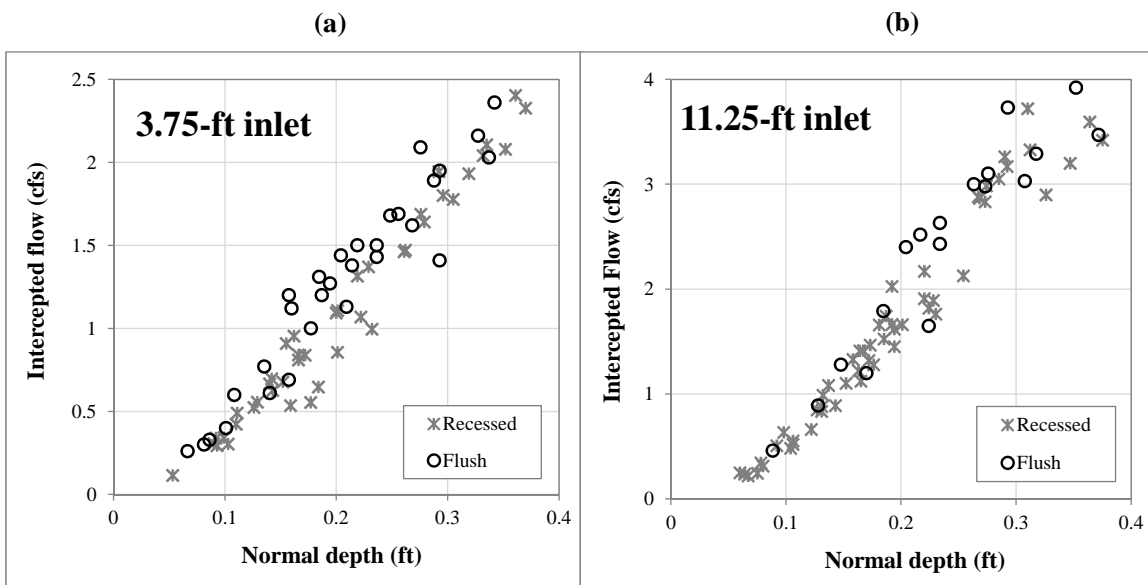 (a)
(b)
Intercepted flow (cfs)
2.5
2
1.5
1
0.5
0
3.75-ft inlet
Recessed
Flush
0
0.1
0.2
0.3
0.4
Normal depth (ft)
Intercepted Flow (cfs)
4
3
2
1
0
11.25-ft inlet
Recessed
Flush
0
0.1
0.2
0.3
0.4
Normal depth (ft)